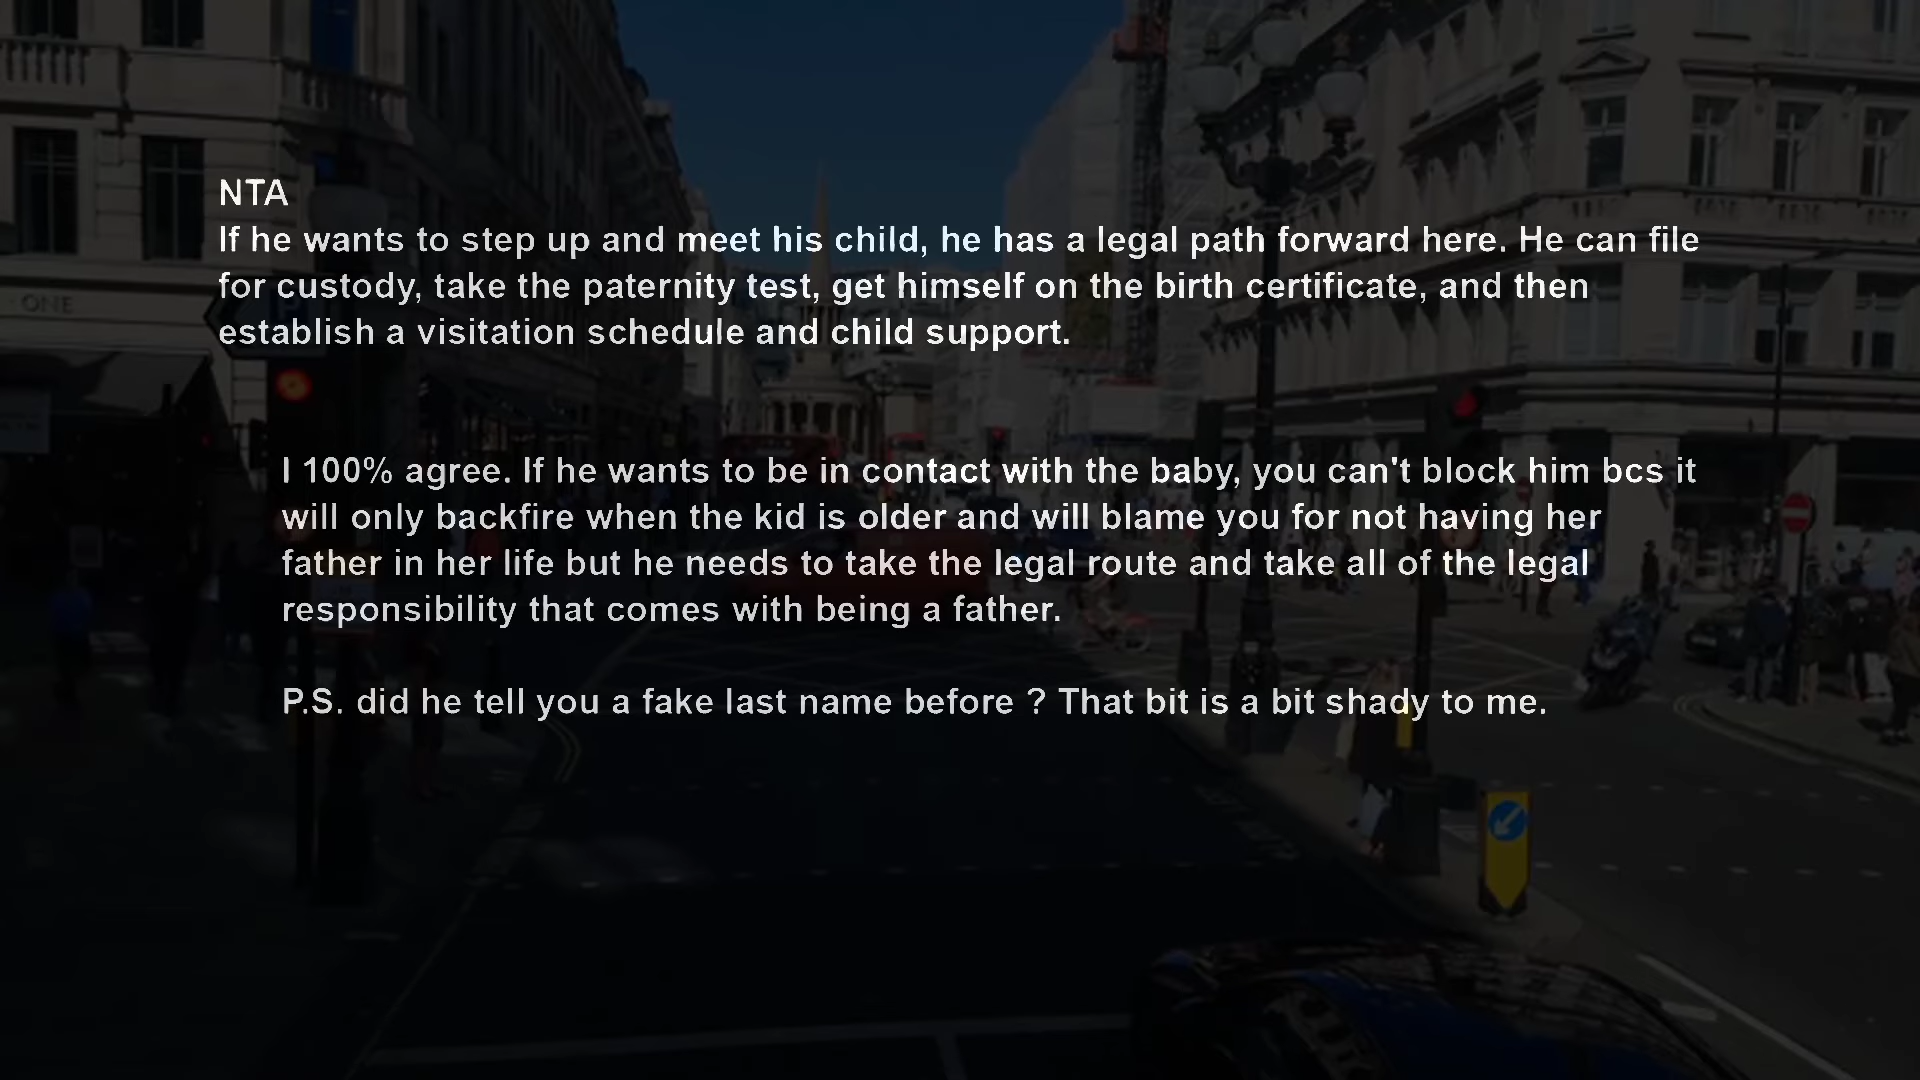 NTA
If he wants to step up and meet his child, he has a legal path forward here. He can file
for custody, take the paternity test, get himself on the birth certificate, and then
establish a visitation schedule and child support.
I 100% agree. If he wants to be in contact with the baby, you can't block him bcs it
will only backfire when the kid is older and will blame you for not having her
father in her life but he needs to take the legal route and take all of the legal
responsibility that comes with being a father.
P.S. did he tell you a fake last name before ? That bit is a bit shady to me.
ONE